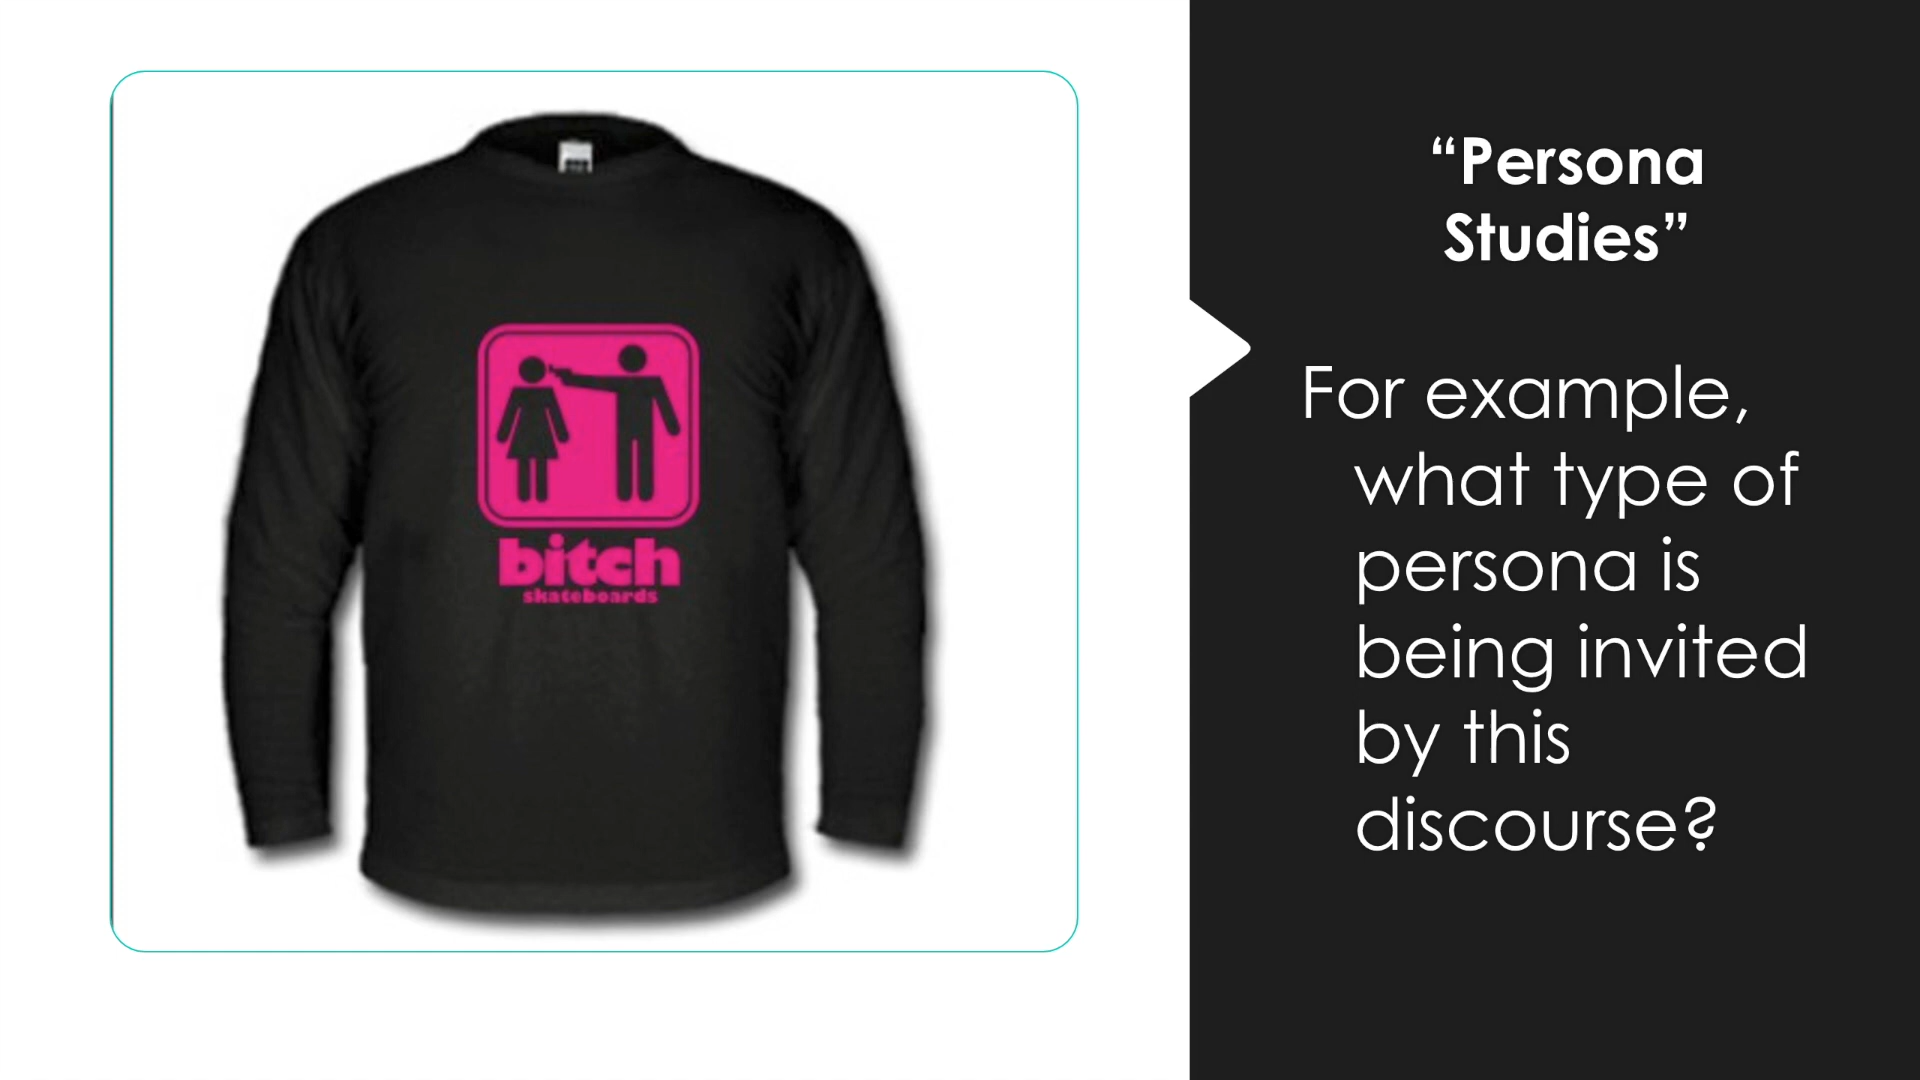 bitch
skateboards
“Persona
Studies”
For example,
what type of
persona is
being invited
by this
discourse?